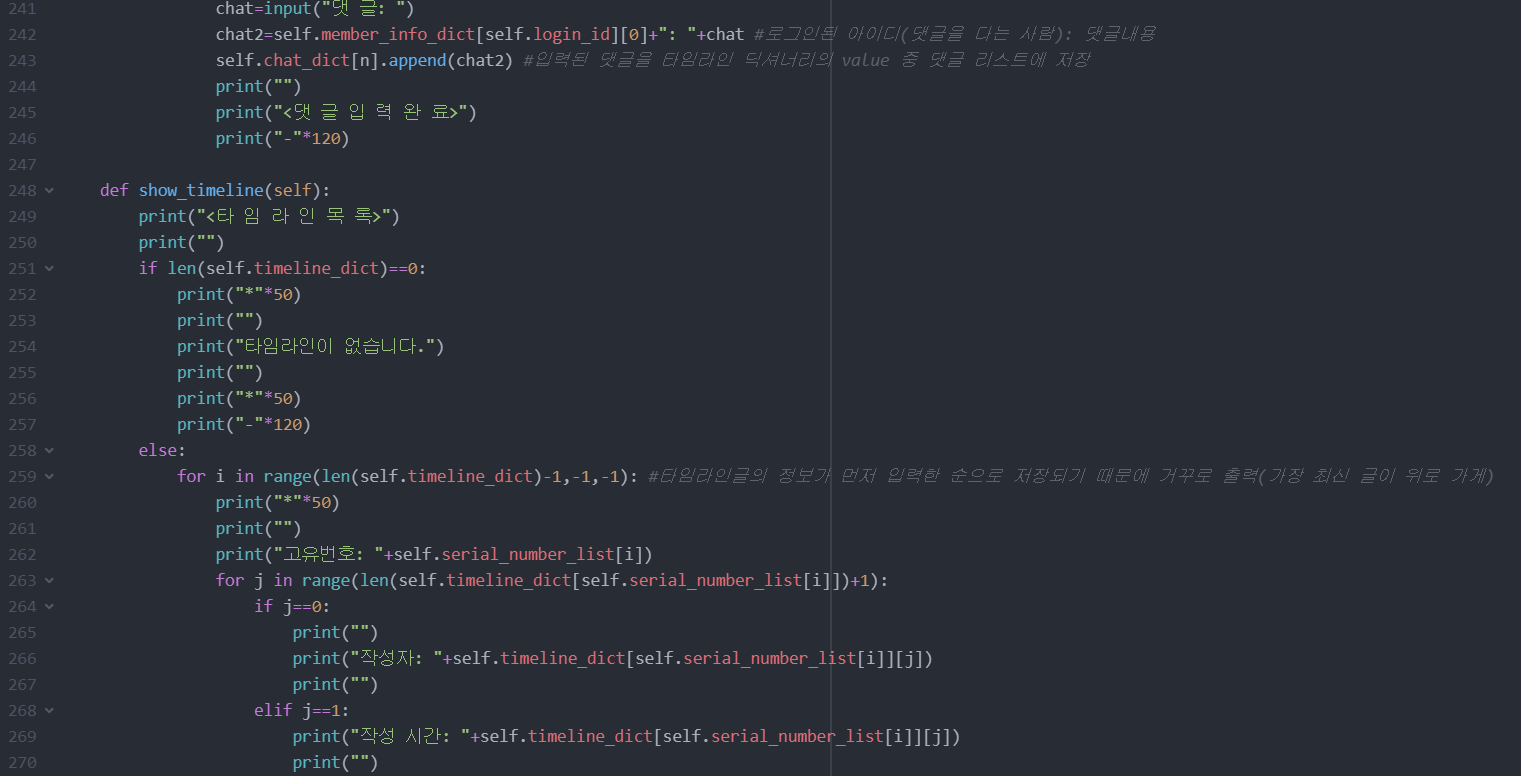 241 chat=input("댓 글: ")
242 chat2=self.member_info_dict[self.login_id][0]+": "+chat #로그인된 아이디(댓글을 다는 사람): 댓글내용
243 self.chat_dict[n].append(chat2) #입력된 댓글을 타임라인 딕셔너리의 value 중 댓글 리스트에 저장
244 print("")
245 print("<댓 글 입 력 완 료>")
246 print("-"*120)
247
248 def show_timeline(self):
249 print("<타 임 라 인 목 록>")
250 print("")
251 if len(self.timeline_dict)==0:
252 print("*"*50)
253 print("")
254 print("타임라인이 없습니다.")
255 print("")
256 print("*"*50)
257 print("-"*120)
258 else:
259 for i in range(len(self.timeline_dict)-1,-1,-1): #타임라인글의 정보가 먼저 입력한 순으로 저장되기 때문에 거꾸로 출력(가장 최신 글이 위로 가게)
260 print("*"*50)
261 print("")
262 print("고유번호: "+self.serial_number_list[i])
263 for j in range(len(self.timeline_dict[self.serial_number_list[i]])+1):
264 if j==0:
265 print("")
266 print("작성자: "+self.timeline_dict[self.serial_number_list[i]][j])
267 print("")
268 elif j==1:
269 print("작성 시간: "+self.timeline_dict[self.serial_number_list[i]][j])
270 print("")